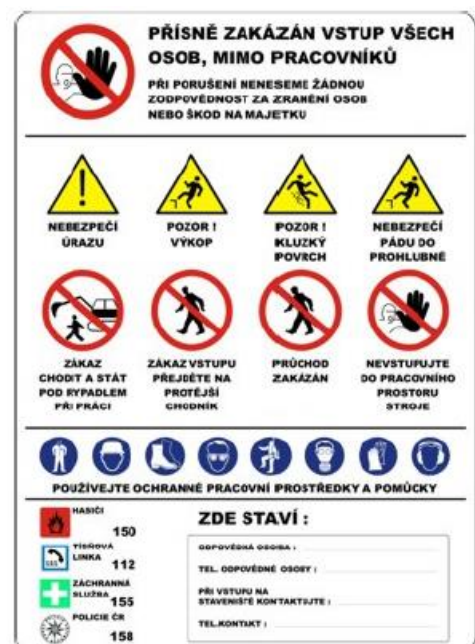 PŘÍSNĚ ZAKÁZÁN VSTUP VŠECH
OSOB, MIMO PRACOVNÍKŮ
PŘI PORUŠENÍ NENESEME ŽÁDNOU
ZODPOVĚDNOST ZA ZRANĚNÍ OSOB
NEBO ŠKOD NA MAJETKU
NEBEZPEČÍ
ÚRAZU
POZOR !
VÝKOP
POZOR !
KLUZKÝ
POVRCH
NEBEZPEČÍ
PÁDU DO
PROHLUBNĚ
ZÁKAZ
CHODIT A STÁT
POD RYPADLEM
PŘI PRÁCI
ZÁKAZ VSTUPU
PŘEJDĚTE NA
PROTĚJŠÍ
CHODNÍK
PRŮCHOD
ZAKÁZÁN
NEVSTUPUJTE
DO PRACOVNÍHO
PROSTORU
STROJE
POUŽÍVEJTE OCHRANNÉ PRACOVNÍ PROSTŘEDKY A POMŮCKY
HASIČI
150
TÍSŇOVÁ
LINKA 112
ZÁCHRANNÁ
SLUŽBA 155
POLICIE ČR
158
ZDE STAVÍ :
ODPOVĚDNÁ OSOBA :
TEL. ODPOVĚDNÉ OSOBY :
PŘI VSTUPU NA
STAVENIŠTĚ KONTAKTUJTE :
TEL.KONTAKT :